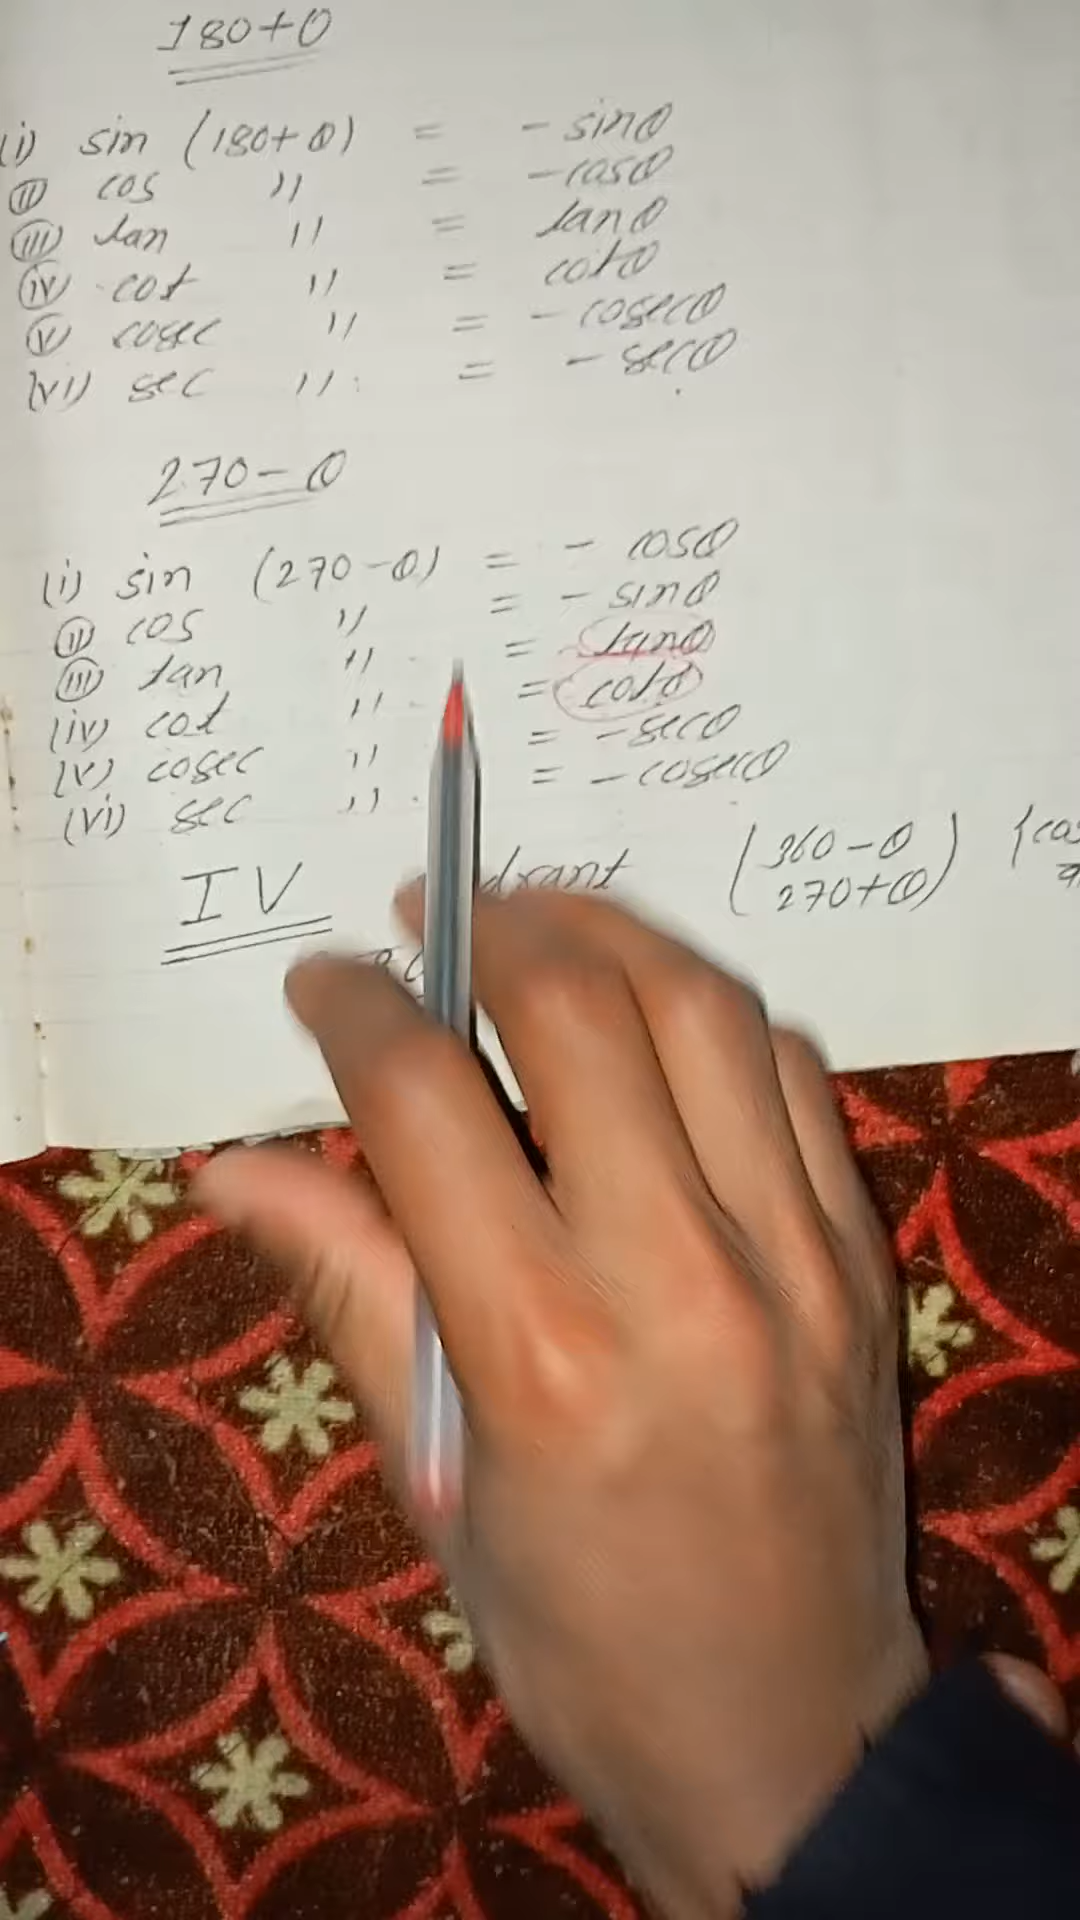 180+θ
(i) sin (180+θ) = - sinθ
(ii) cos " = - cosθ
(iii) tan " = tanθ
(iv) cot " = cotθ
(v) cosec " = - cosecθ
(vi) sec " = - secθ
270-θ
(i) sin (270-θ) = - cosθ
(ii) cos " = - sinθ
(iii) tan " = tanθ
(iv) cot " = cotθ
(v) cosec " = - secθ
(vi) sec " = - cosecθ
IV drant (360-θ
270+θ)